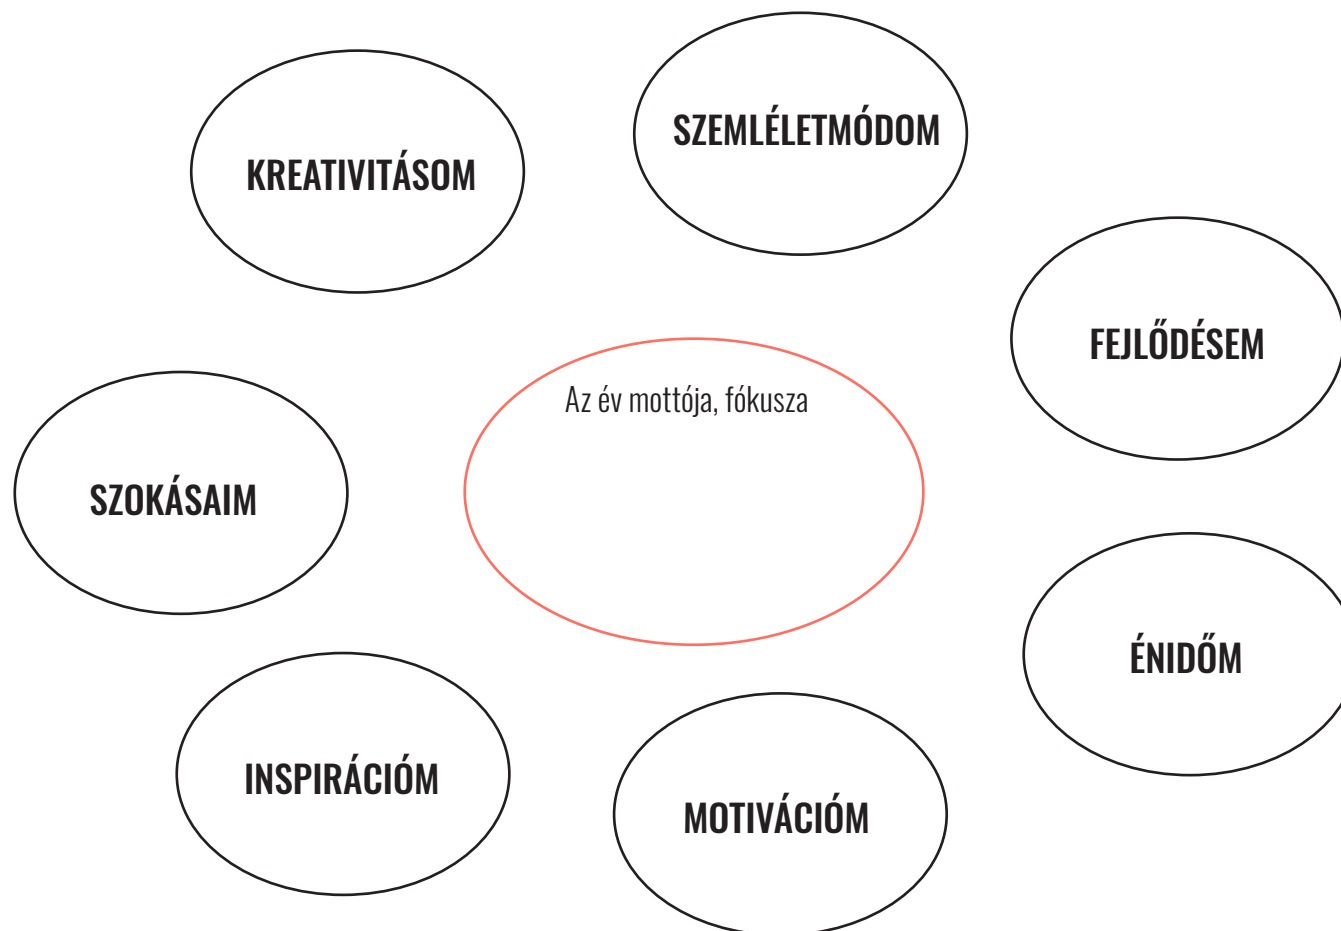 SZEMLÉLETMÓDOM
KREATIVITÁSOM
FEJLŐDÉSEM
Az év mottója, fókusza
SZOKÁSAIM
ÉNIDŐM
INSPIRÁCIÓM
MOTIVÁCIÓM